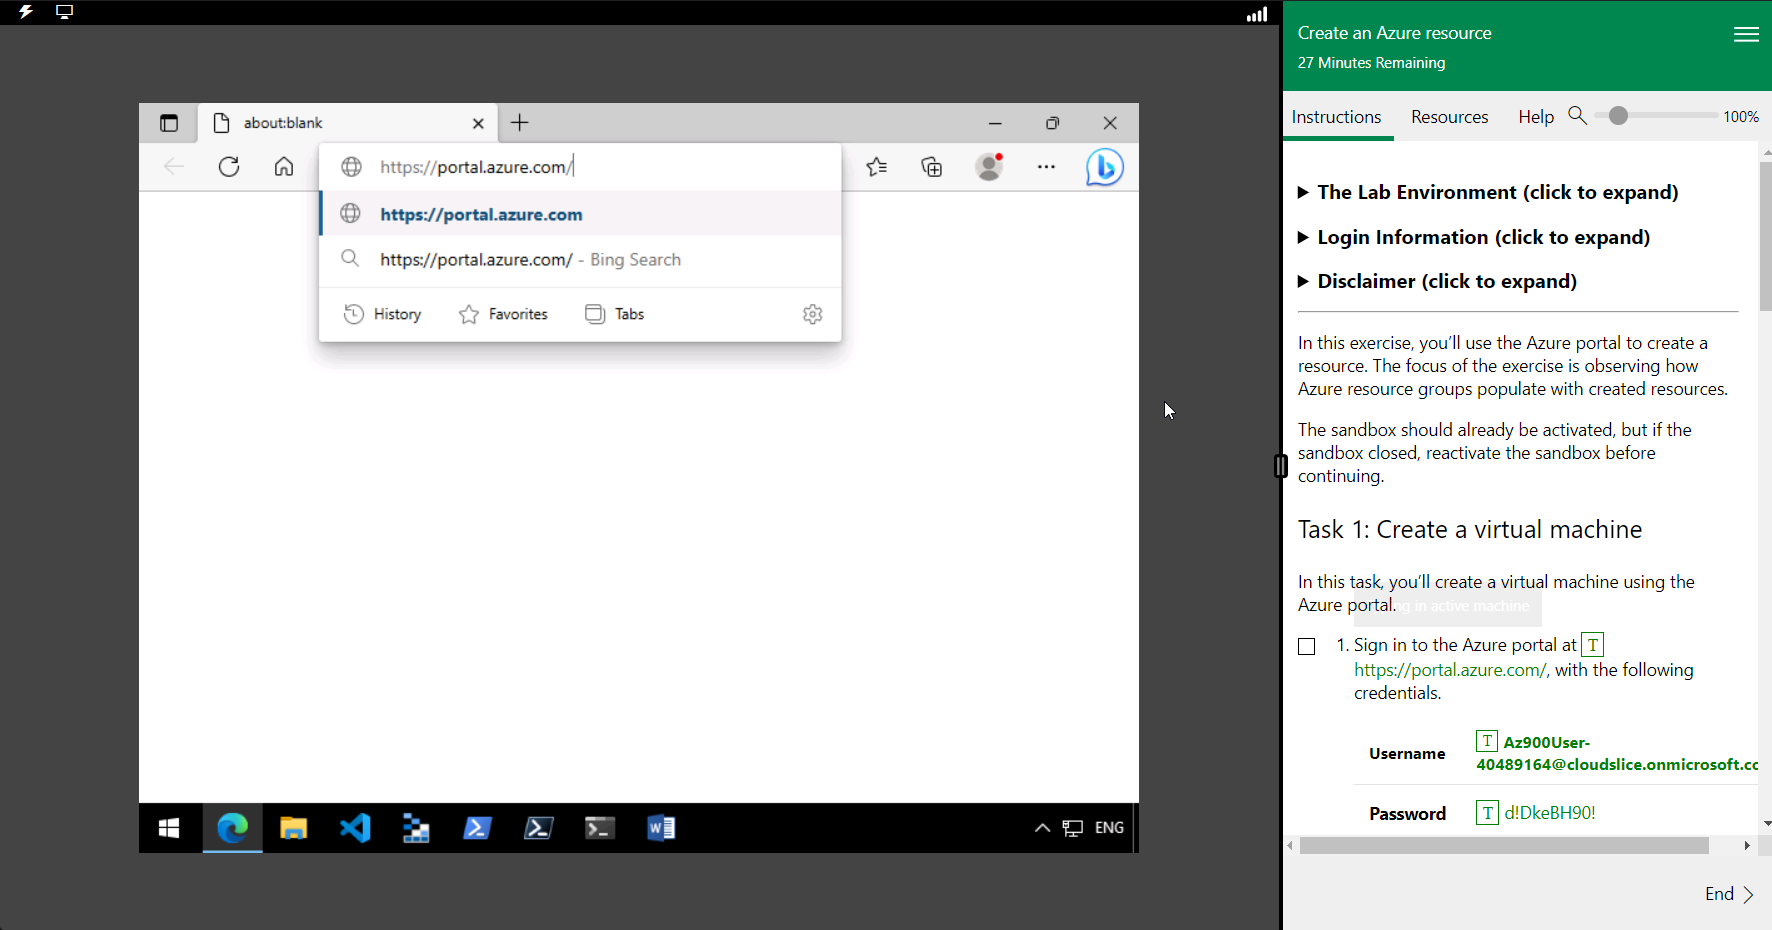 about:blank
https://portal.azure.com/
https://portal.azure.com
https://portal.azure.com/ - Bing Search
History Favorites Tabs
ENG
Create an Azure resource
27 Minutes Remaining
Instructions Resources Help 100%
The Lab Environment (click to expand)
Login Information (click to expand)
Disclaimer (click to expand)
In this exercise, you’ll use the Azure portal to create a
resource. The focus of the exercise is observing how
Azure resource groups populate with created resources.
The sandbox should already be activated, but if the
sandbox closed, reactivate the sandbox before
continuing.
Task 1: Create a virtual machine
In this task, you’ll create a virtual machine using the
Azure portal.
in active machine
1. Sign in to the Azure portal at T
https://portal.azure.com/, with the following
credentials.
Username T Az900User-
40489164@cloudslice.onmicrosoft.co
Password T d!DkeBH90!
End